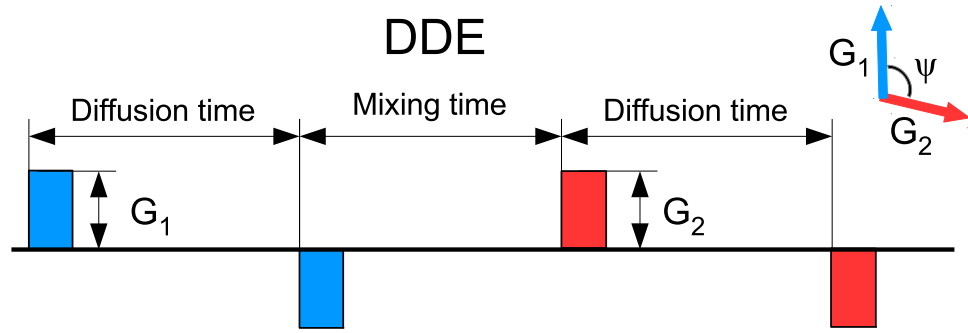 DDE
G₁
ψ
G₂
Diffusion time
Mixing time
Diffusion time
G₁
G₂